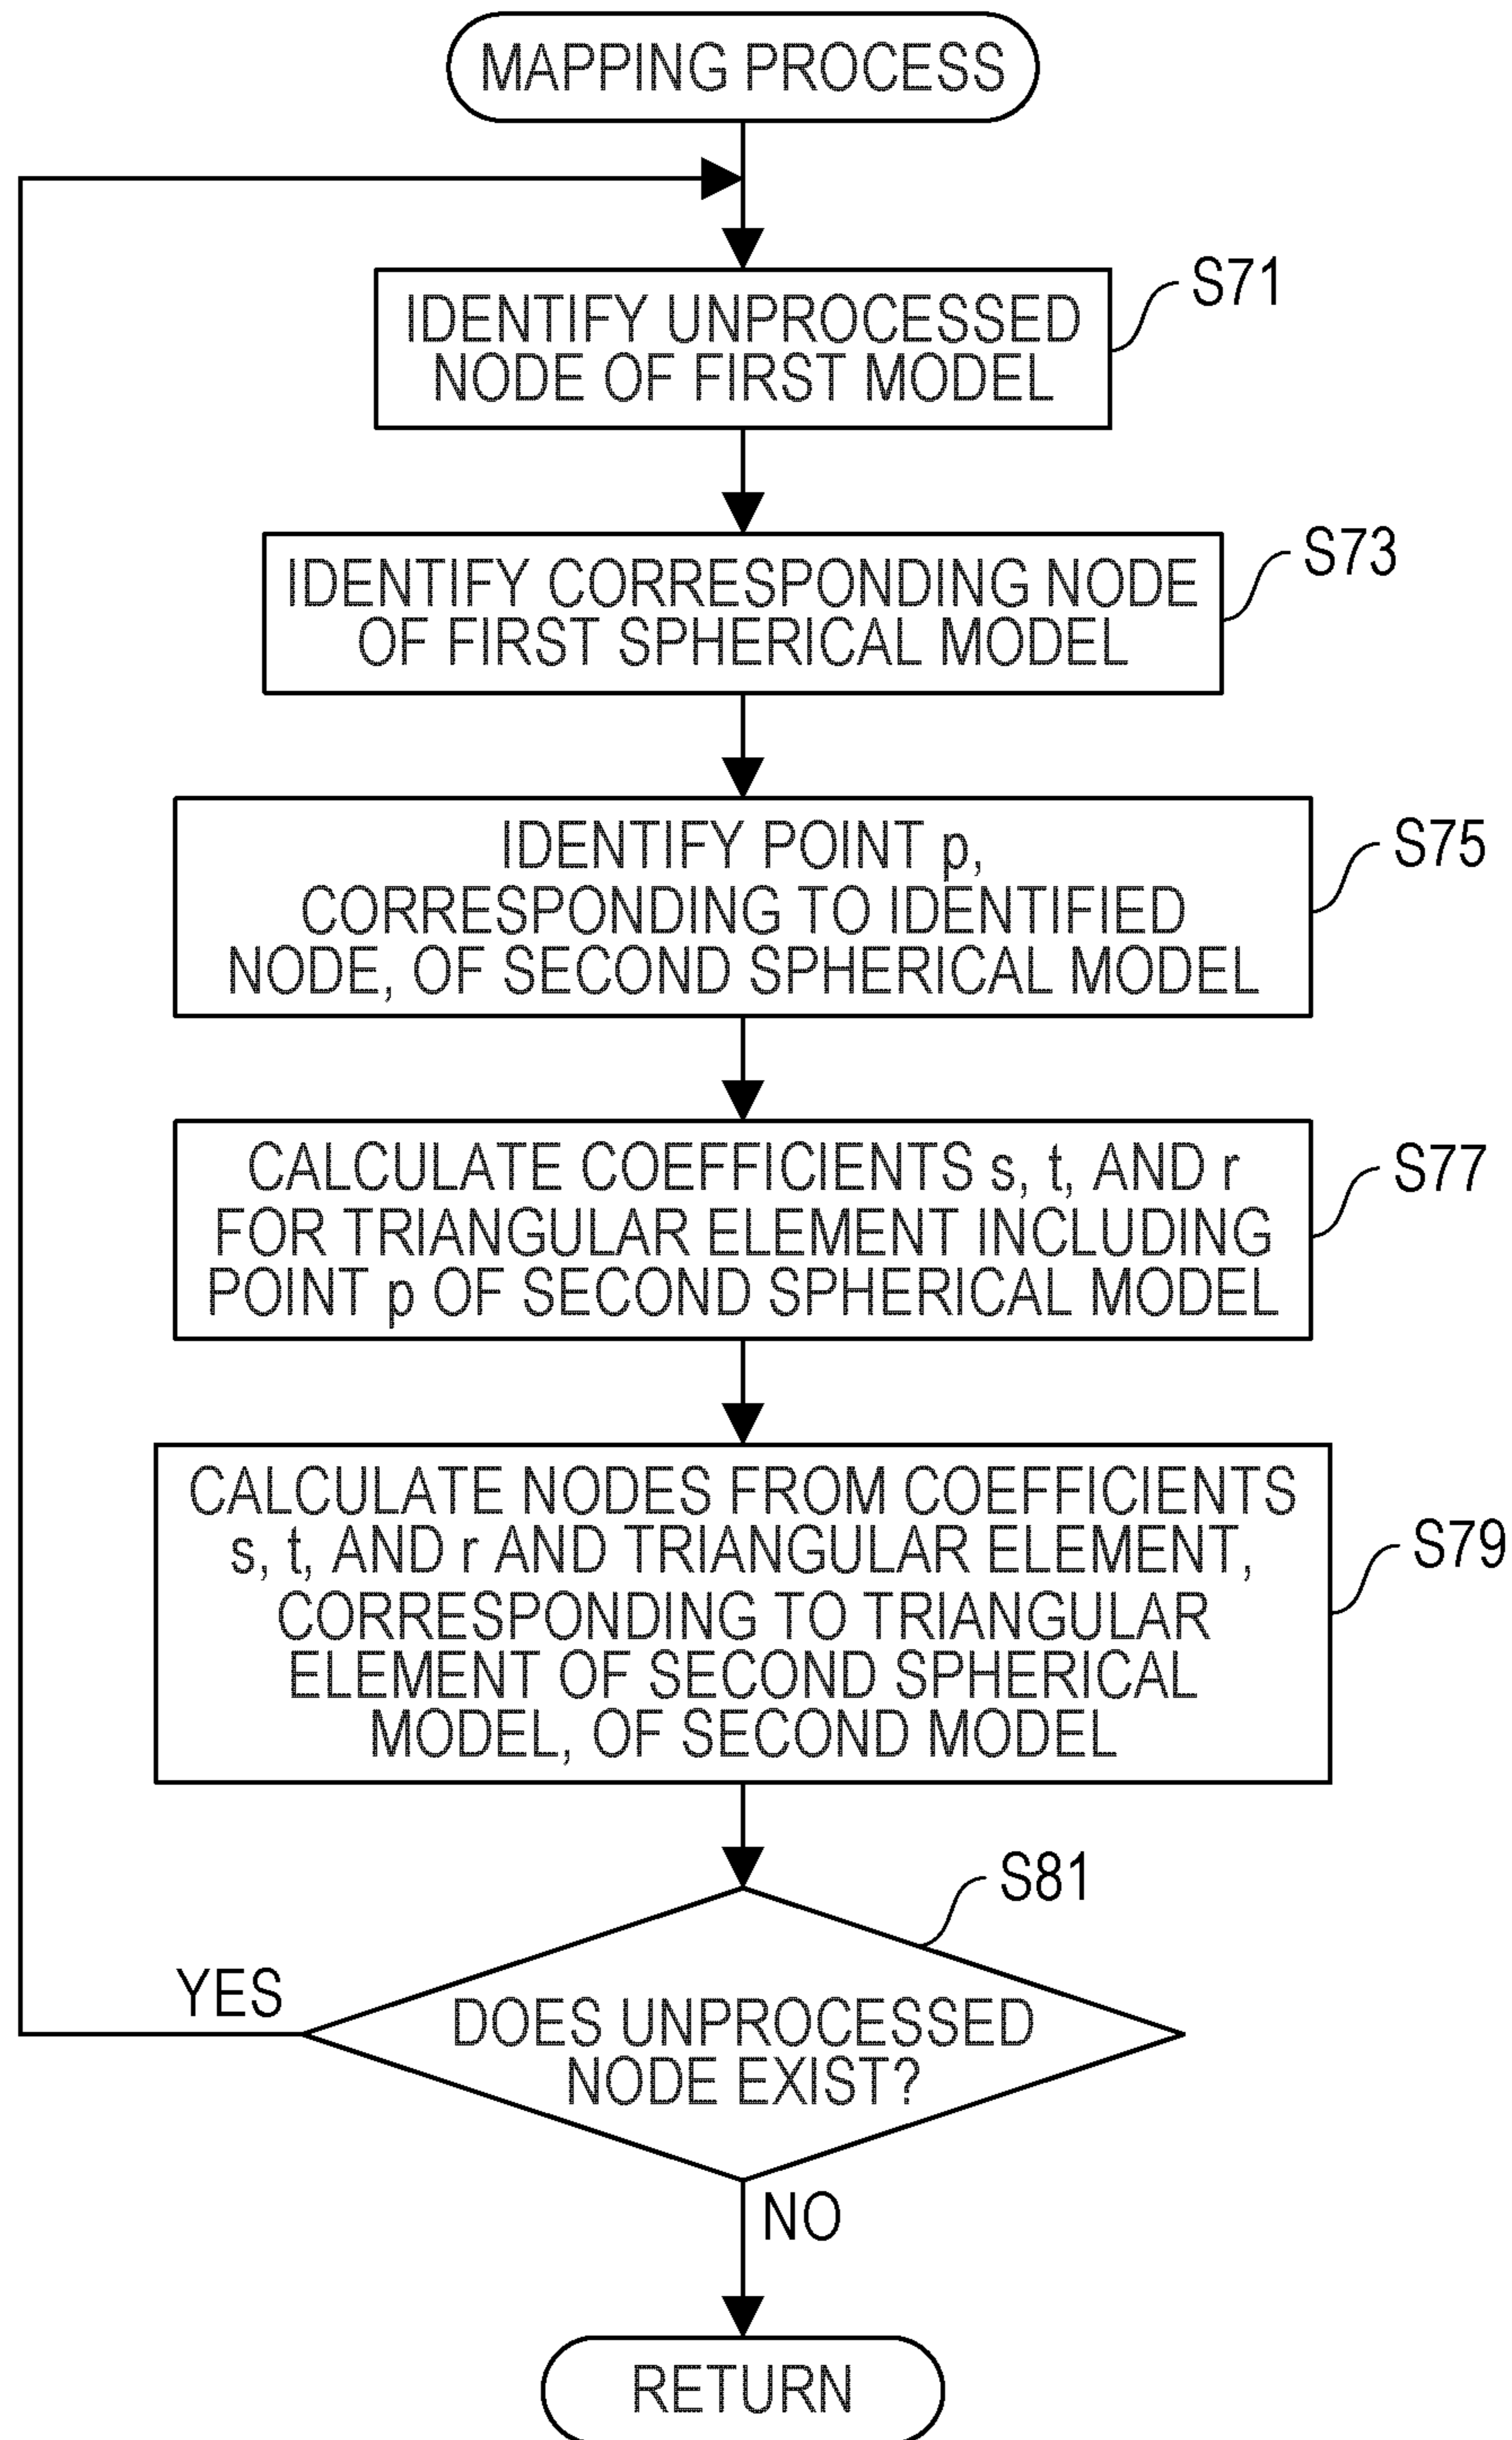 MAPPING PROCESS
S71
IDENTIFY UNPROCESSED
NODE OF FIRST MODEL
S73
IDENTIFY CORRESPONDING NODE
OF FIRST SPHERICAL MODEL
S75
IDENTIFY POINT p,
CORRESPONDING TO IDENTIFIED
NODE, OF SECOND SPHERICAL MODEL
S77
CALCULATE COEFFICIENTS s, t, AND r
FOR TRIANGULAR ELEMENT INCLUDING
POINT p OF SECOND SPHERICAL MODEL
S79
CALCULATE NODES FROM COEFFICIENTS
s, t, AND r AND TRIANGULAR ELEMENT,
CORRESPONDING TO TRIANGULAR
ELEMENT OF SECOND SPHERICAL
MODEL, OF SECOND MODEL
S81
YES
DOES UNPROCESSED
NODE EXIST?
NO
RETURN